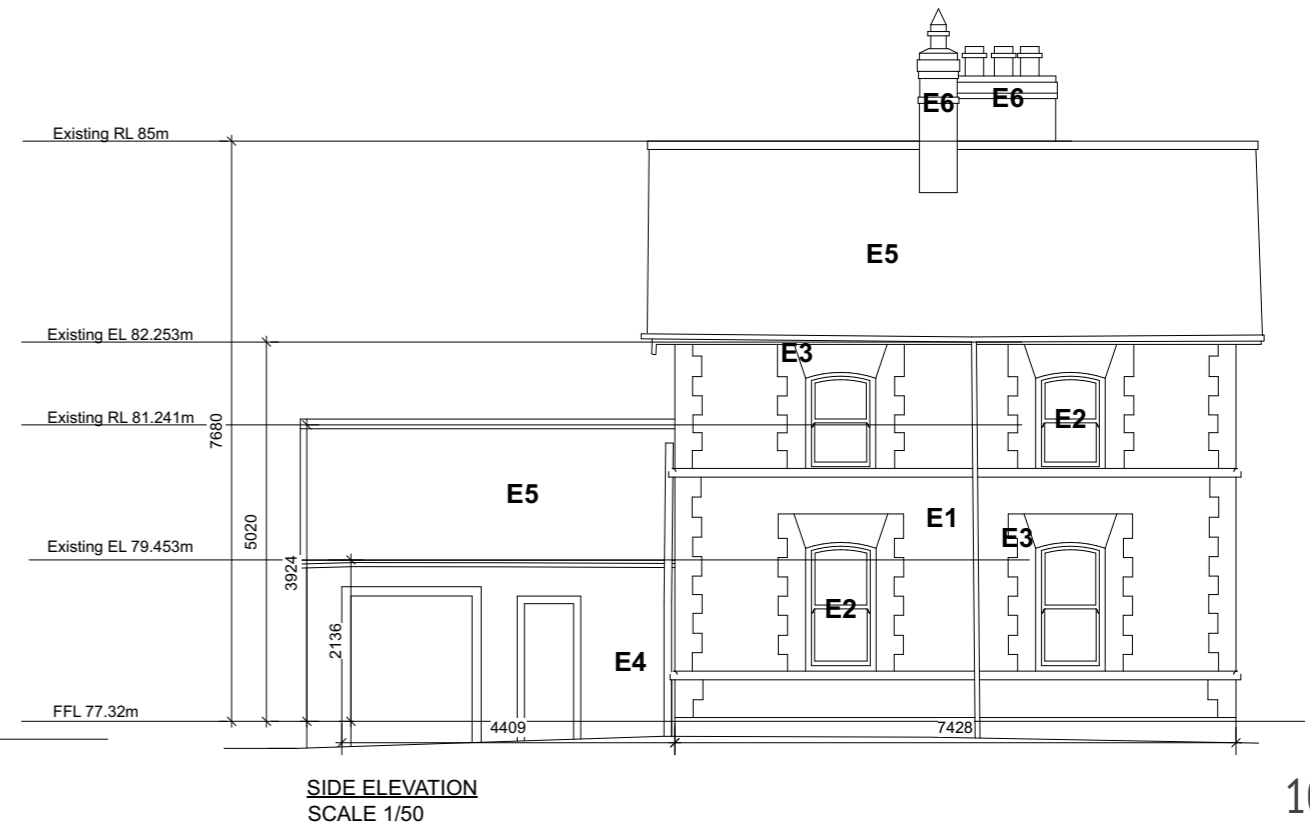 E6
E6
Existing RL 85m
E5
Existing EL 82.253m
E3
Existing RL 81.241m
7680
E2
E5
5020
E1
E3
Existing EL 79.453m
3924
E2
2136
E4
FFL 77.32m
4409
7428
SIDE ELEVATION
SCALE 1/50